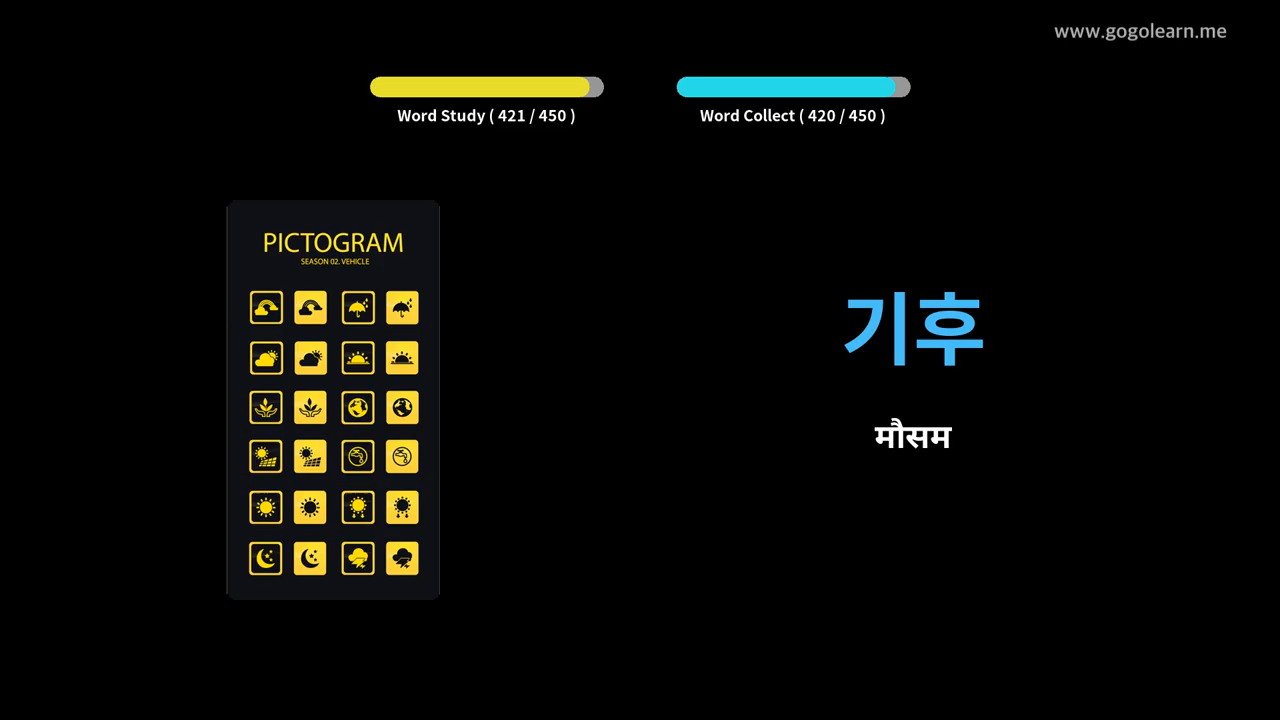 www.gogolearn.me
Word Study ( 421 / 450 )
Word Collect ( 420 / 450 )
PICTOGRAM
SEASON 02. VEHICLE
기후
मौसम